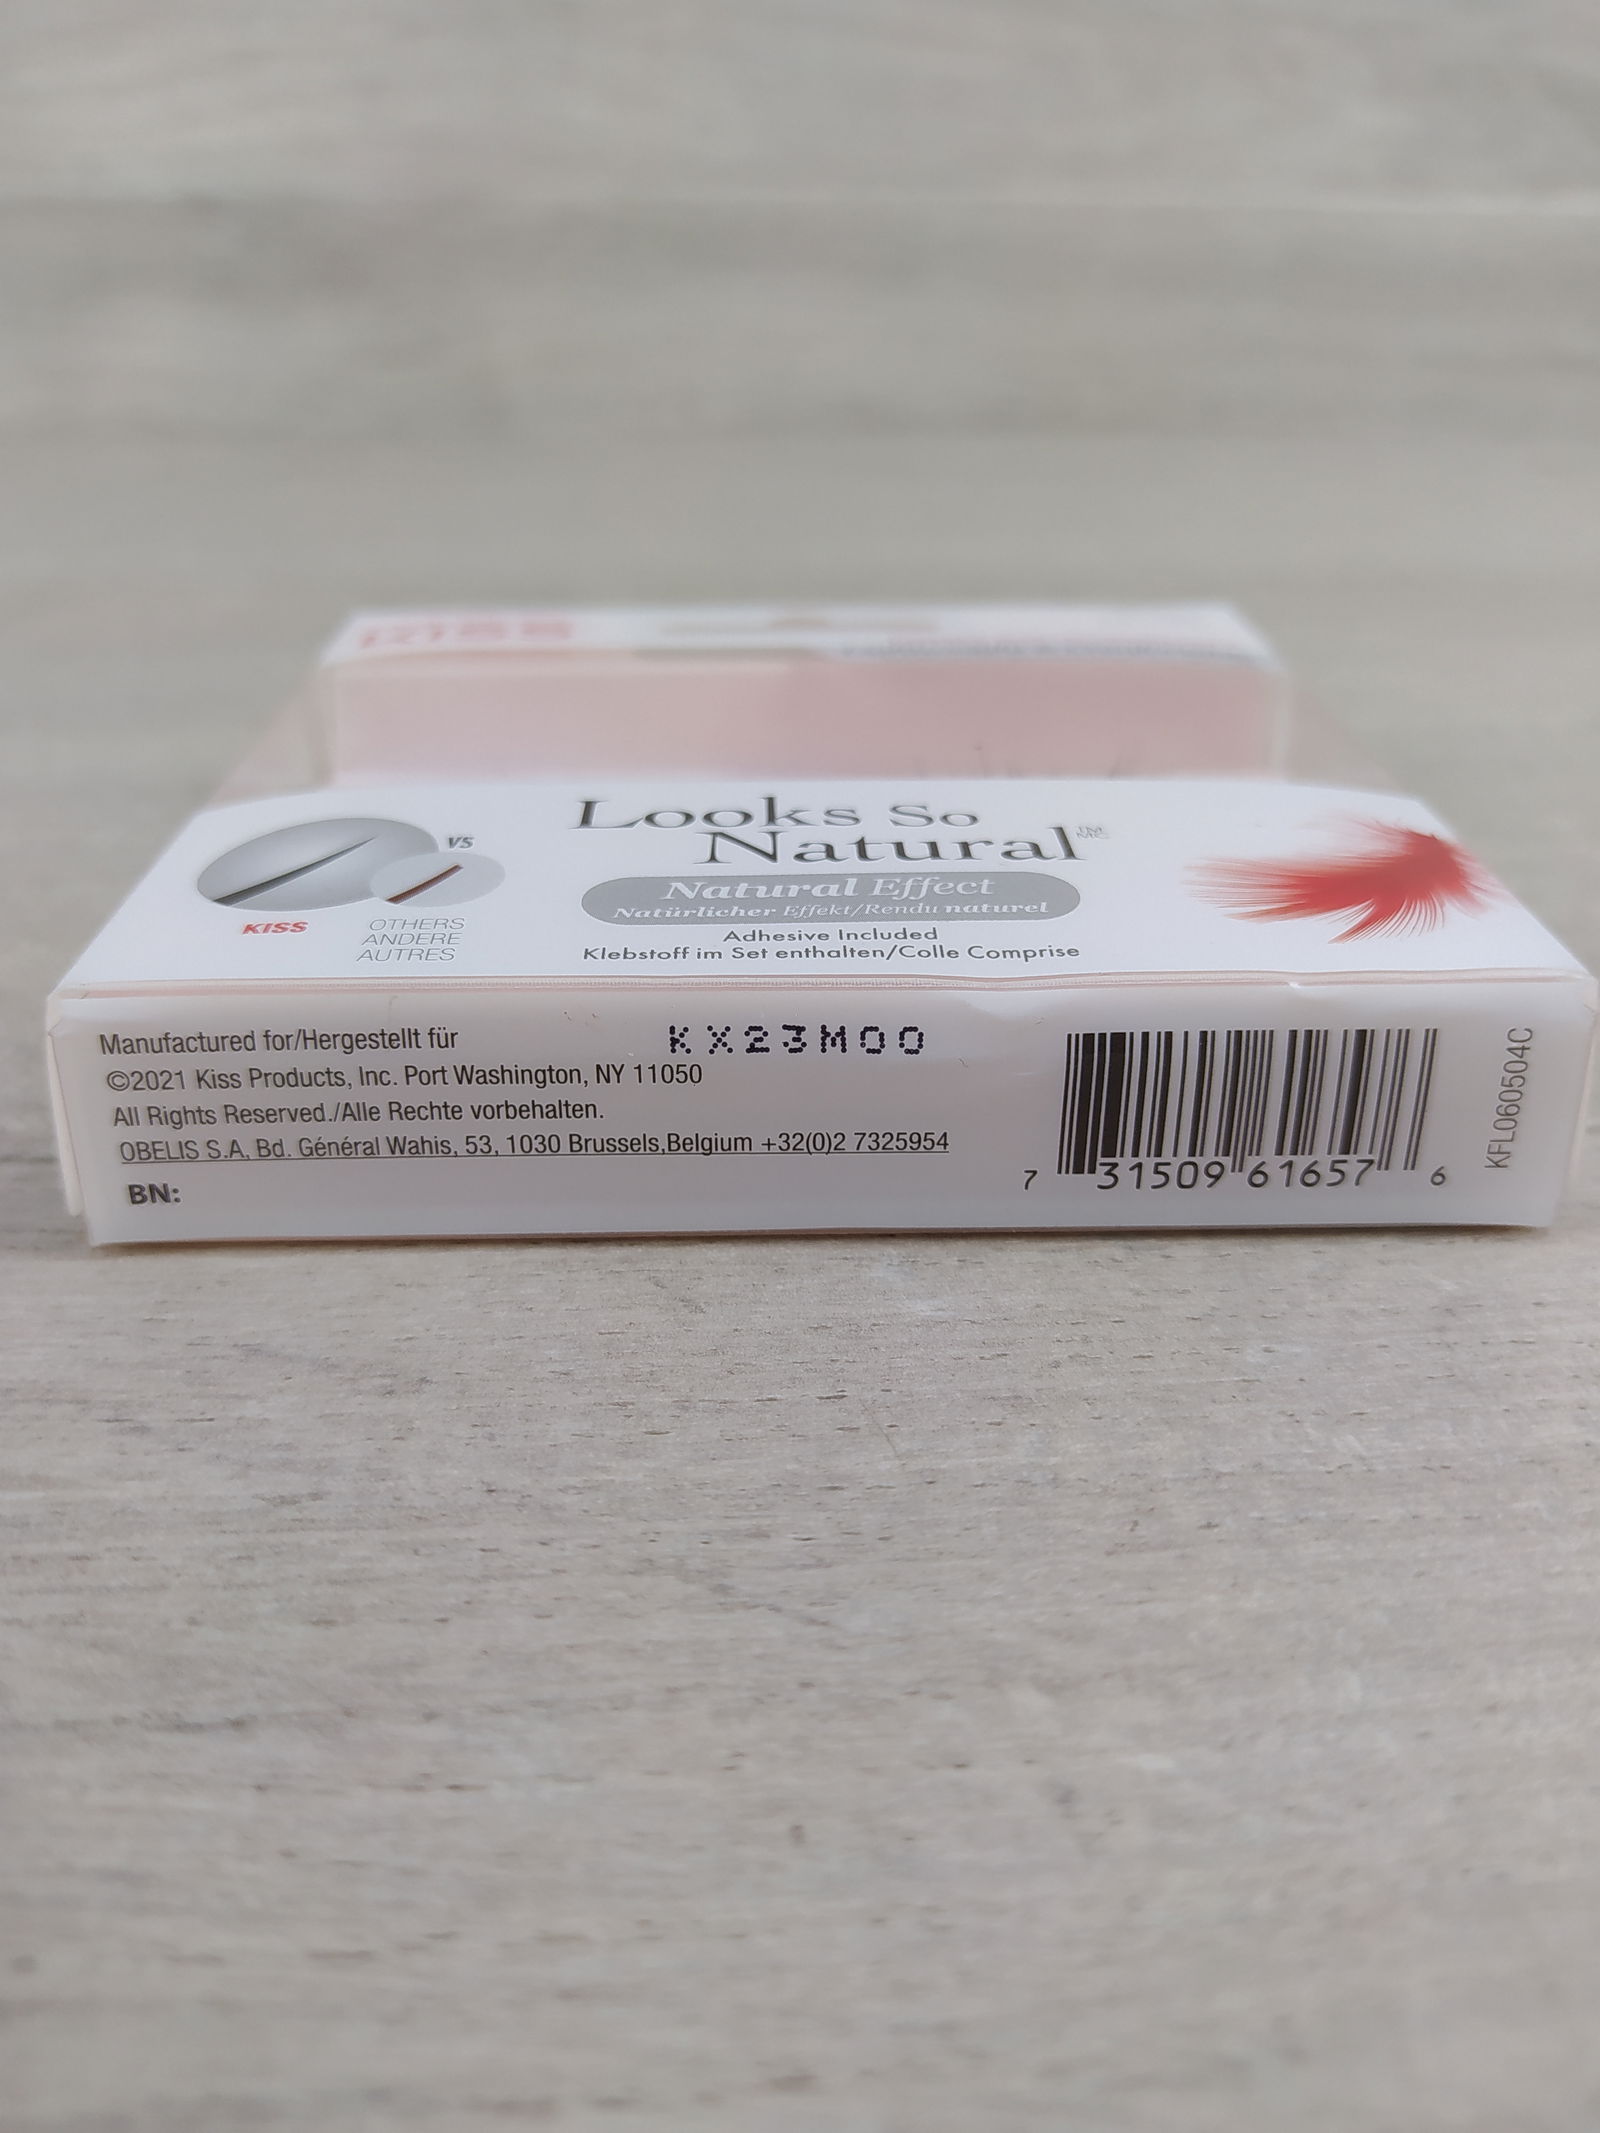 KISS
Looks So
Natural™
MC
Natural Effect
Natürlicher Effekt/Rendu naturel
Adhesive Included
Klebstoff im Set enthalten/Colle Comprise
VS
KISS
OTHERS
ANDERE
AUTRES
Manufactured for/Hergestellt für
©2021 Kiss Products, Inc. Port Washington, NY 11050
All Rights Reserved./Alle Rechte vorbehalten.
OBELIS S.A, Bd. Général Wahis, 53, 1030 Brussels,Belgium +32(0)2 7325954
BN:
KX23M00
7 31509 61657 6
KFL060504C